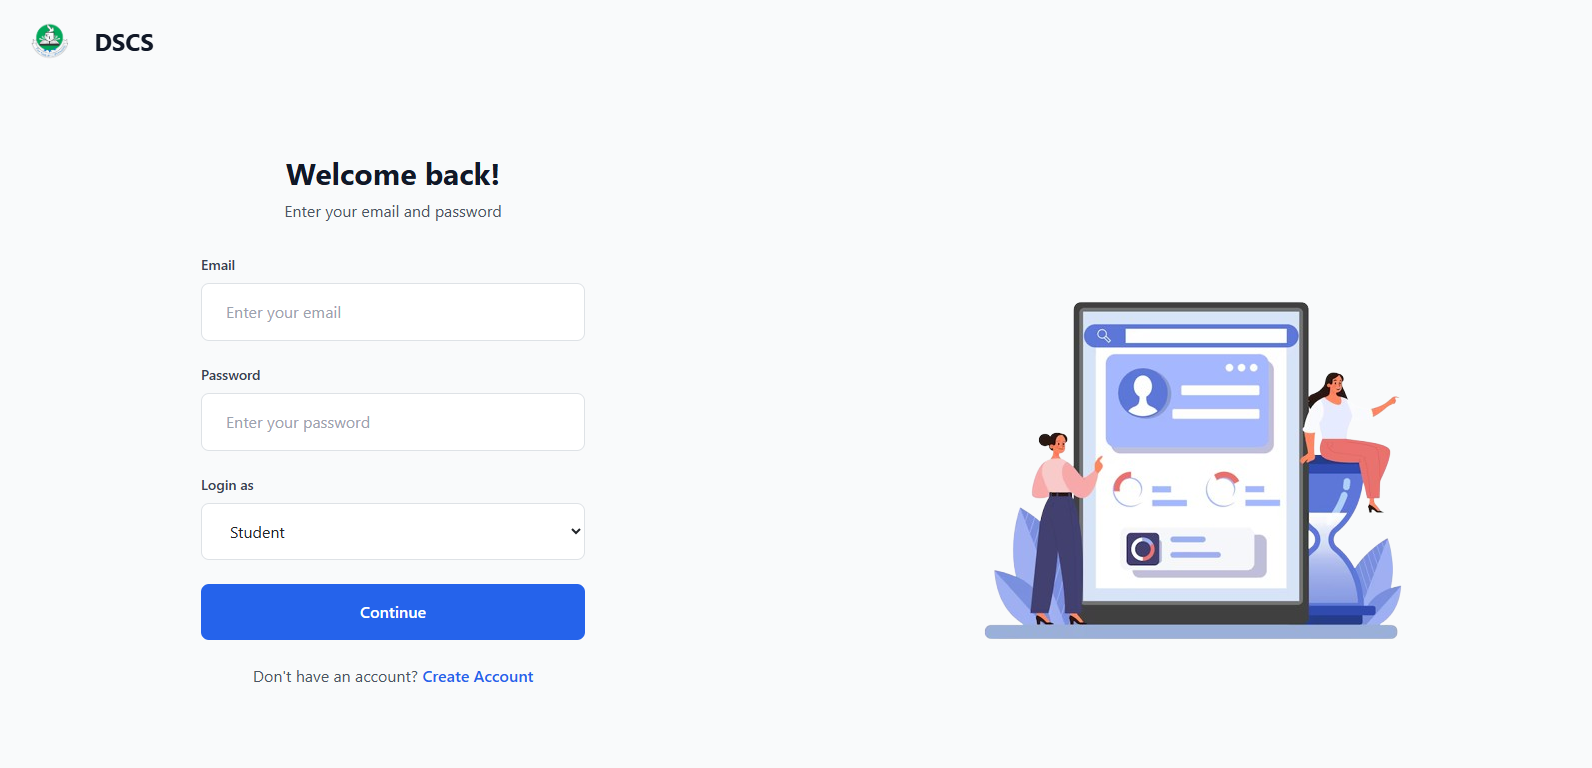 DSCS
Welcome back!
Enter your email and password
Email
Enter your email
Password
Enter your password
Login as
Student
Continue
Don't have an account? Create Account